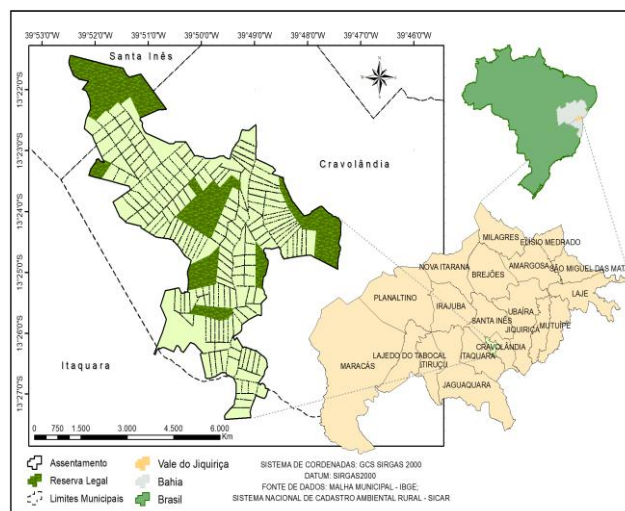 39°53'0"W 39°52'0"W 39°51'0"W 39°50'0"W 39°49'0"W 39°48'0"W 39°47'0"W 39°46'0"W
Santa Inês
13°22'0"S
13°23'0"S
13°24'0"S
13°25'0"S
13°26'0"S
13°27'0"S
Cravolândia
Itaquara
0 750 1.500 3.000 4.500 6.000
Km
MILAGRES
ELÍSIO MEDRADO
NOVA ITARANA
AMARGOSA
SÃO MIGUEL DAS MAT
BREJÕES
PLANALTINO
LAJE
IRAJUBA
UBAÍRA
SANTA INÊS
MUTUÍPE
JIQUIRIÇA
CRAVOLÂNDIA
LAJEDO DO TABOCAL
ITAQUARA
MARACÁS
ITIRUÇU
JAGUAQUARA
Assentamento
Reserva Legal
Limites Municipais
Vale do Jiquiriça
Bahia
Brasil
SISTEMA DE CORDENADAS: GCS SIRGAS 2000
DATUM: SIRGAS2000
FONTE DE DADOS: MALHA MUNICIPAL - IBGE;
SISTEMA NACIONAL DE CADASTRO AMBIENTAL RURAL - SICAR